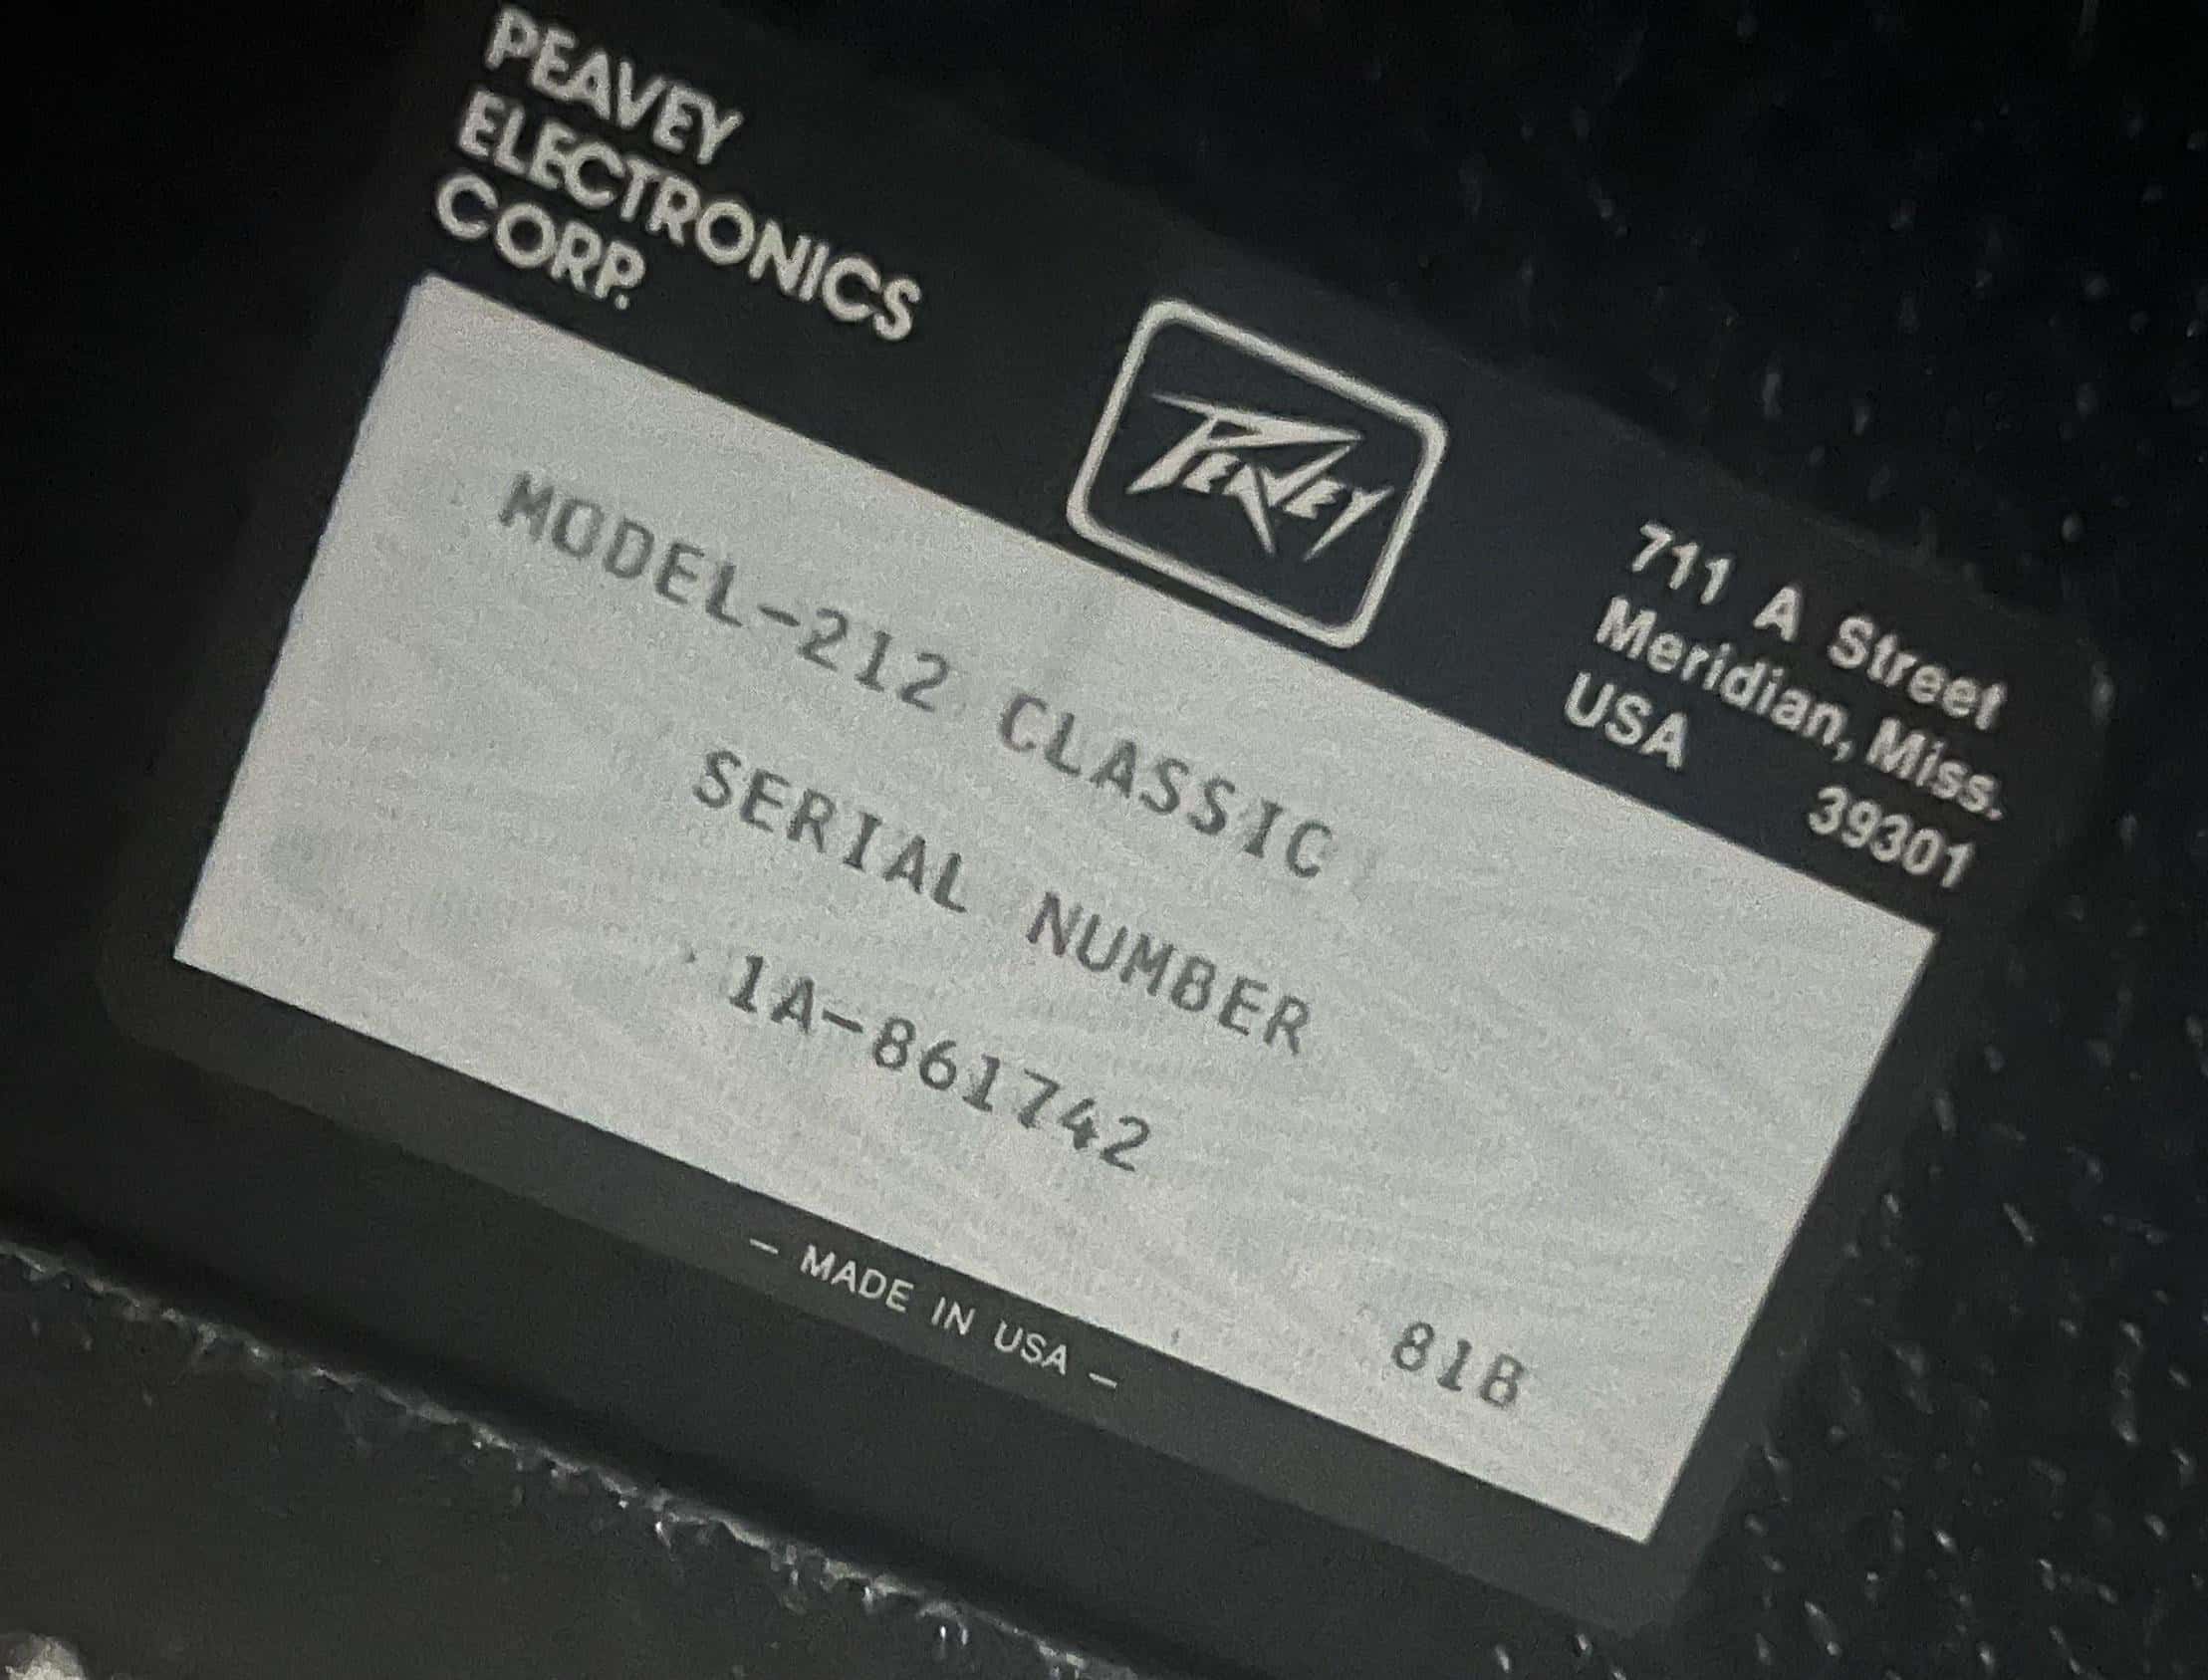 PEAVEY
ELECTRONICS
CORP.
PEAVEY
711 A Street
Meridian, Miss.
USA 39301
MODEL-212 CLASSIC
SERIAL NUMBER
1A-861742
81B
— MADE IN USA —